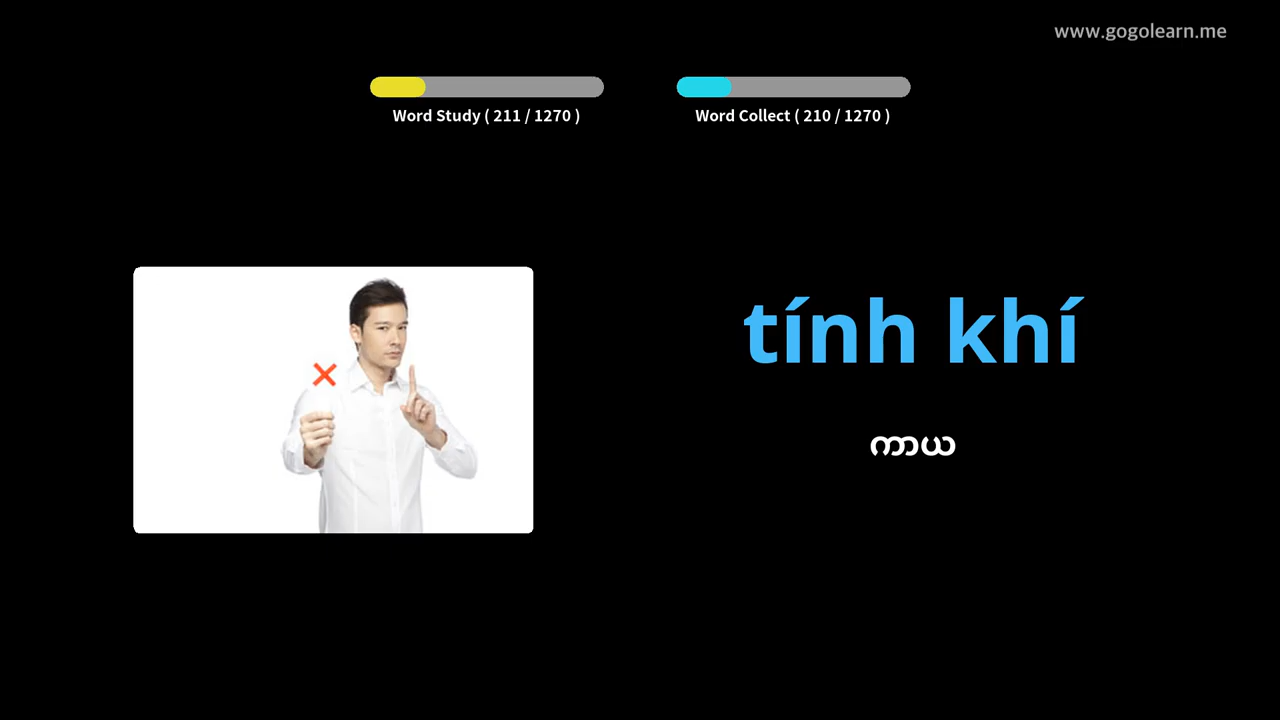 www.gogolearn.me
Word Study ( 211 / 1270 )
Word Collect ( 210 / 1270 )
tính khí
ကာယ